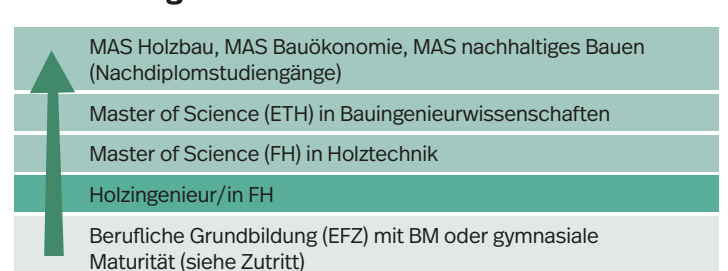 MAS Holzbau, MAS Bauökonomie, MAS nachhaltiges Bauen
(Nachdiplomstudiengänge)
Master of Science (ETH) in Bauingenieurwissenschaften
Master of Science (FH) in Holztechnik
Holzingenieur/in FH
Berufliche Grundbildung (EFZ) mit BM oder gymnasiale
Maturität (siehe Zutritt)